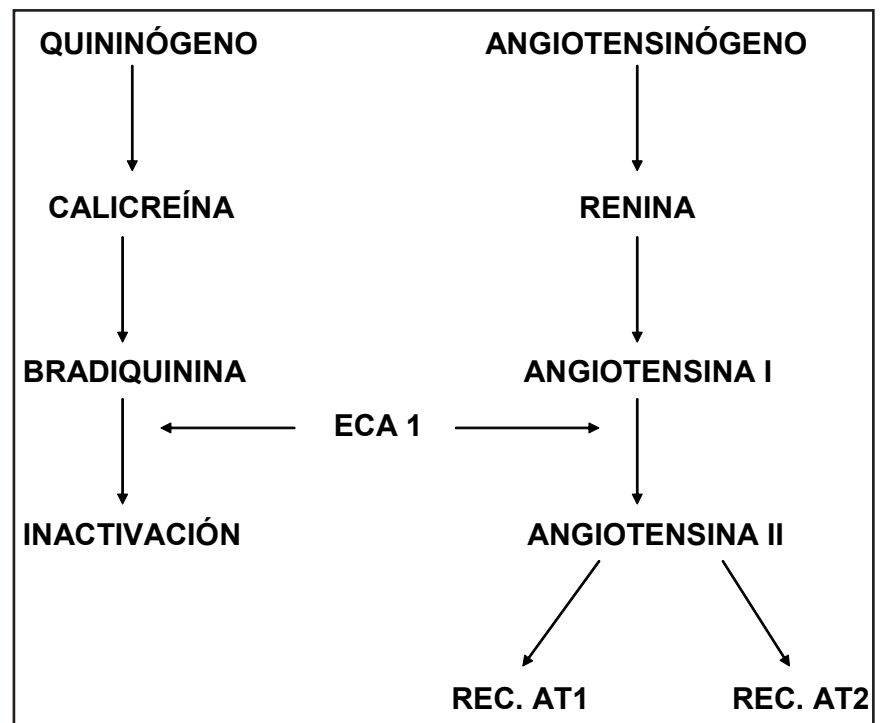 QUININÓGENO ANGIOTENSINÓGENO
CALICREÍNA RENINA
BRADIQUININA ANGIOTENSINA I
ECA 1
INACTIVACIÓN ANGIOTENSINA II
REC. AT1 REC. AT2